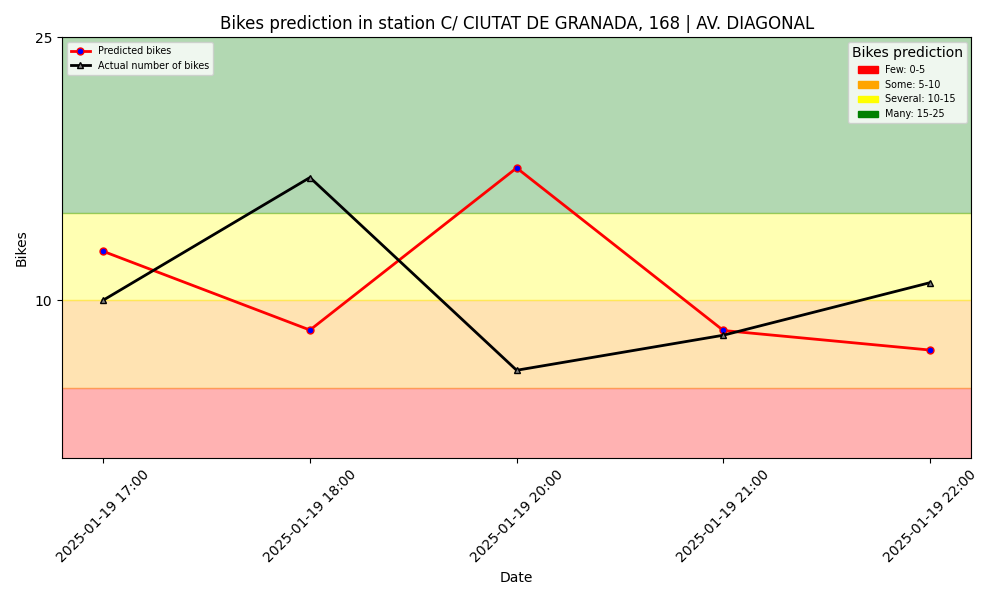 Bikes prediction in station C/ CIUTAT DE GRANADA, 168 | AV. DIAGONAL
25
Predicted bikes
Actual number of bikes
Bikes prediction
Few: 0-5
Some: 5-10
Several: 10-15
Many: 15-25
Bikes
10
2025-01-19 17:00
2025-01-19 18:00
2025-01-19 20:00
2025-01-19 21:00
2025-01-19 22:00
Date